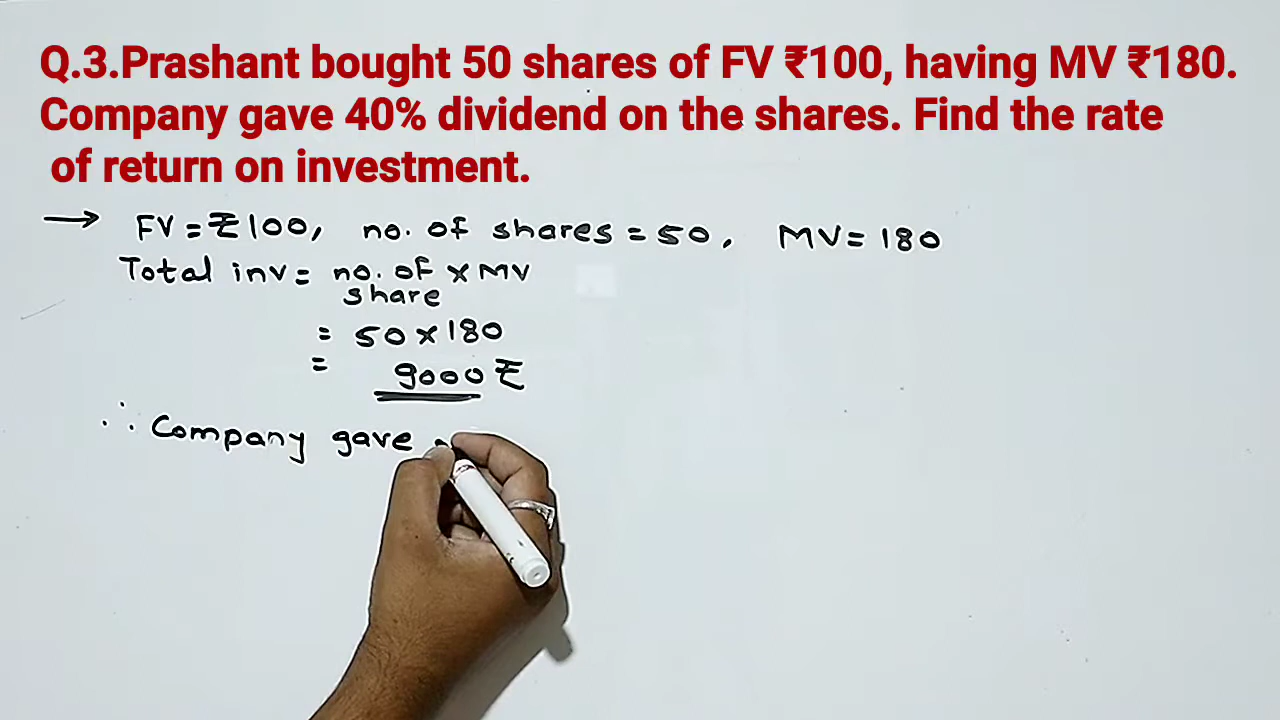 Q.3.Prashant bought 50 shares of FV ₹100, having MV ₹180.
Company gave 40% dividend on the shares. Find the rate
of return on investment.
→ FV = ₹100, no. of shares = 50, MV = 180
Total inv = no. of share × MV
= 50 × 180
= 9000 ₹
∴ Company gave